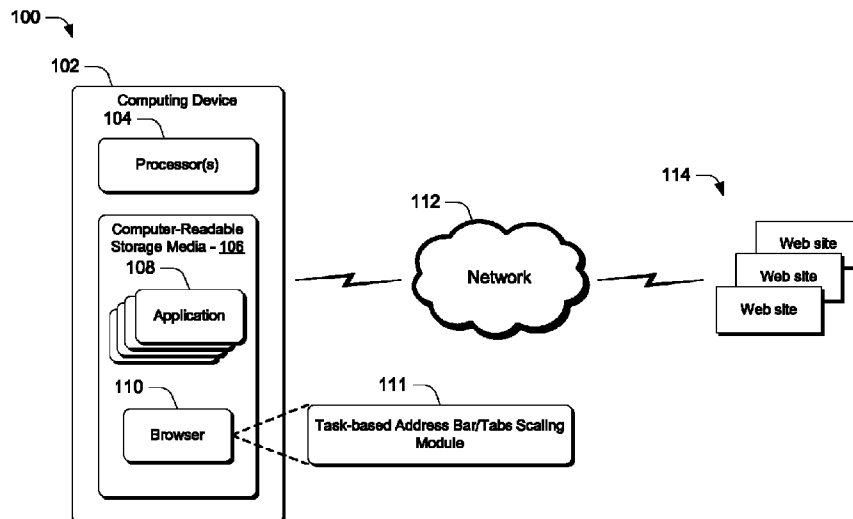 100
102
Computing Device
104
Processor(s)
Computer-Readable
Storage Media - 106
108
Application
110
Browser
111
Task-based Address Bar/Tabs Scaling
Module
112
Network
114
Web site
Web site
Web site